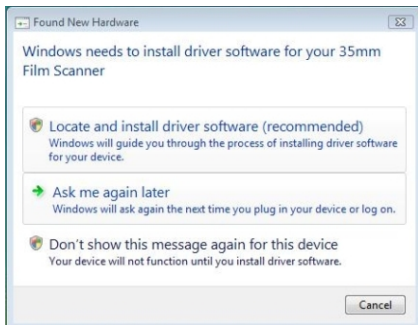 Found New Hardware
Windows needs to install driver software for your 35mm
Film Scanner
Locate and install driver software (recommended)
Windows will guide you through the process of installing driver software
for your device.
Ask me again later
Windows will ask again the next time you plug in your device or log on.
Don't show this message again for this device
Your device will not function until you install driver software.
Cancel